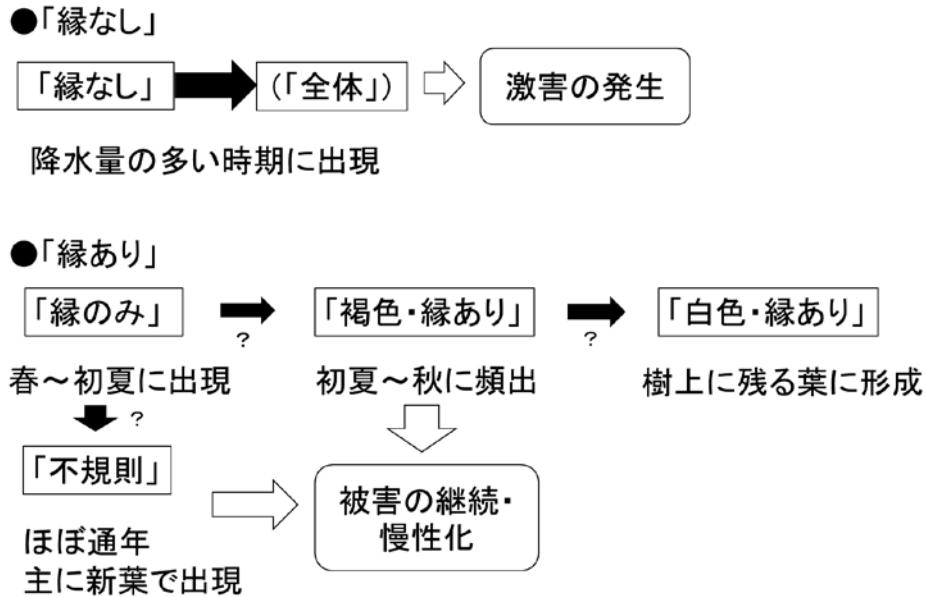 ●「縁なし」
「縁なし」
(「全体」)
激害の発生
降水量の多い時期に出現
●「縁あり」
「縁のみ」
?
「褐色・縁あり」
?
「白色・縁あり」
春～初夏に出現
初夏～秋に頻出
樹上に残る葉に形成
?
「不規則」
被害の継続・
慢性化
ほぼ通年
主に新葉で出現